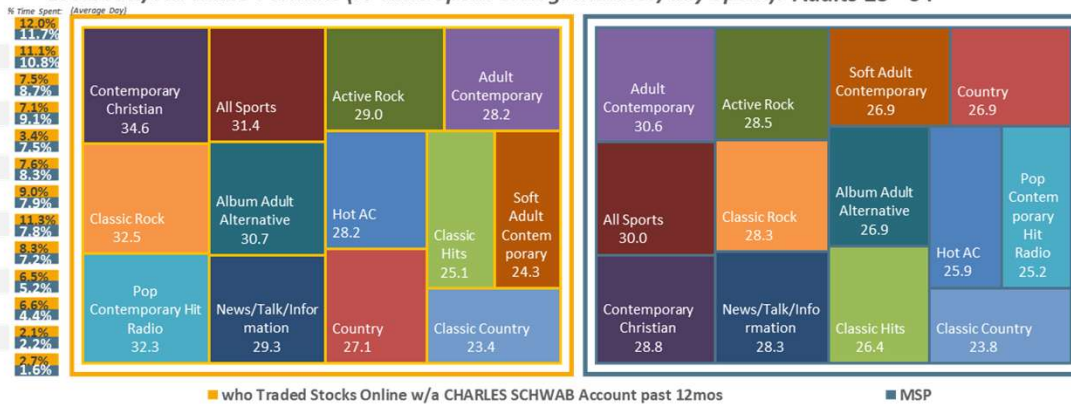 Adults 25 - 54
% Time Spent: (Average Day)
12.0%
11.7%
11.1%
10.8%
7.5%
8.7%
7.1%
9.1%
3.4%
7.5%
7.6%
8.3%
9.0%
7.9%
11.3%
7.8%
8.3%
7.2%
6.5%
5.2%
6.6%
4.4%
2.1%
2.2%
2.7%
1.6%
Contemporary
Christian
34.6
All Sports
31.4
Active Rock
29.0
Adult
Contemporary
28.2
Classic Rock
32.5
Album Adult
Alternative
30.7
Hot AC
28.2
Classic
Hits
25.1
Soft
Adult
Contem
porary
24.3
Pop
Contemporary Hit
Radio
32.3
News/Talk/Infor
mation
29.3
Country
27.1
Classic Country
23.4
Adult
Contemporary
30.6
Active Rock
28.5
Soft Adult
Contemporary
26.9
Country
26.9
All Sports
30.0
Classic Rock
28.3
Album Adult
Alternative
26.9
Hot AC
25.9
Pop
Contem
porary
Hit
Radio
25.2
Contemporary
Christian
28.8
News/Talk/Info
rmation
28.3
Classic Hits
26.4
Classic Country
23.8
who Traded Stocks Online w/a CHARLES SCHWAB Account past 12mos
MSP